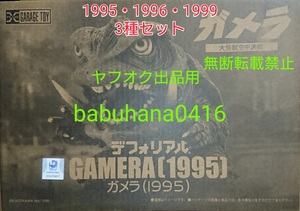 1995・1996・1999
3種セット
GARAGE TOY
ガメラ
大怪獣空中決戦
無断転載禁止
ヤフオク出品用
babuhana0416
デフォリアル
GAMERA(1995)
ガメラ(1995)